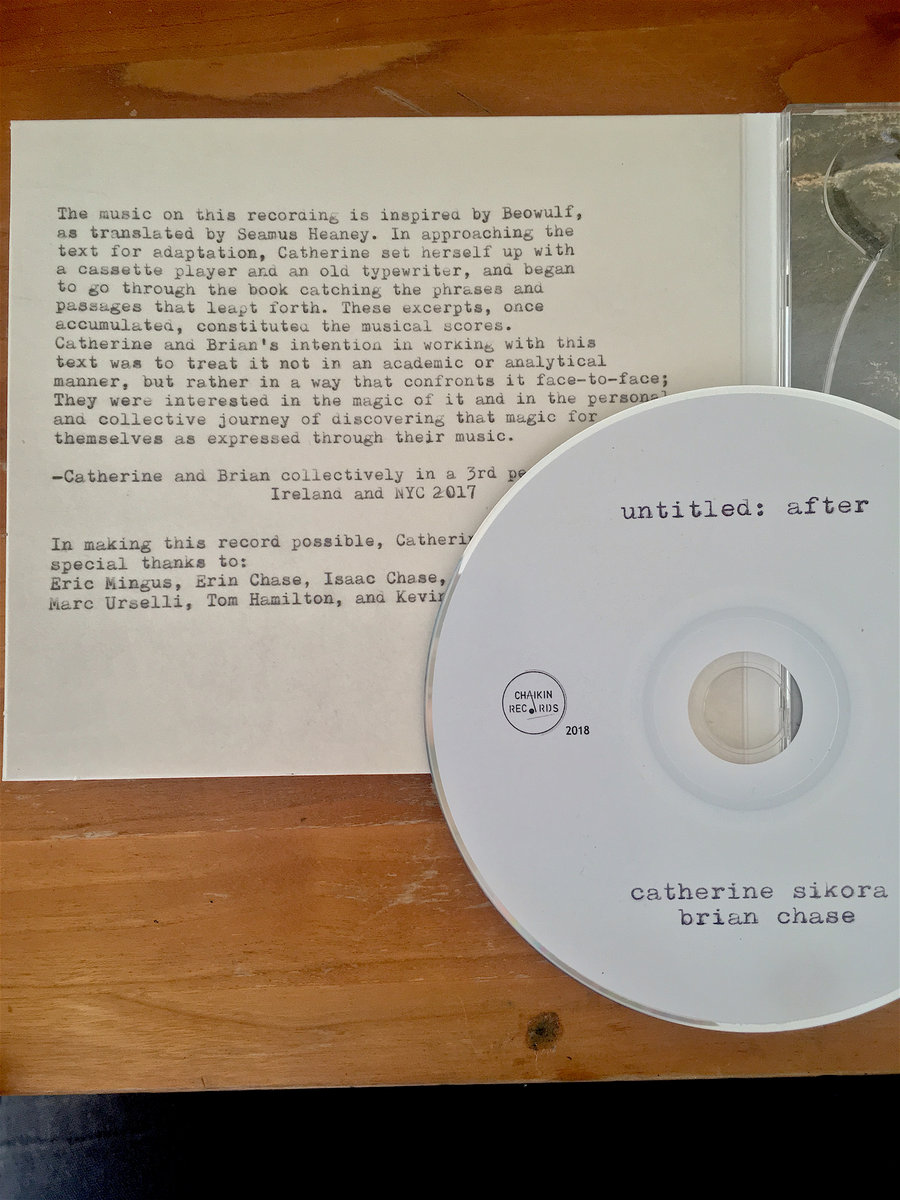 The music on this recording is inspired by Beowulf,
as translated by Seamus Heaney. In approaching the
text for adaptation, Catherine set herself up with
a cassette player and an old typewriter, and began
to go through the book catching the phrases and
passages that leapt forth. These excerpts, once
accumulated, constituted the musical scores.
Catherine and Brian's intention in working with this
text was to treat it not in an academic or analytical
manner, but rather in a way that confronts it face-to-face;
They were interested in the magic of it and in the personal
and collective journey of discovering that magic for
themselves as expressed through their music.
—Catherine and Brian collectively in a 3rd
Ireland and NYC 2017
In making this record possible,
special thanks to:
Eric Mingus, Erin Chase, Isaac Chase,
Marc Urselli, Tom Hamilton, and
untitled: after
CHAIKIN
RECORDS
2018
catherine sikora
brian chase